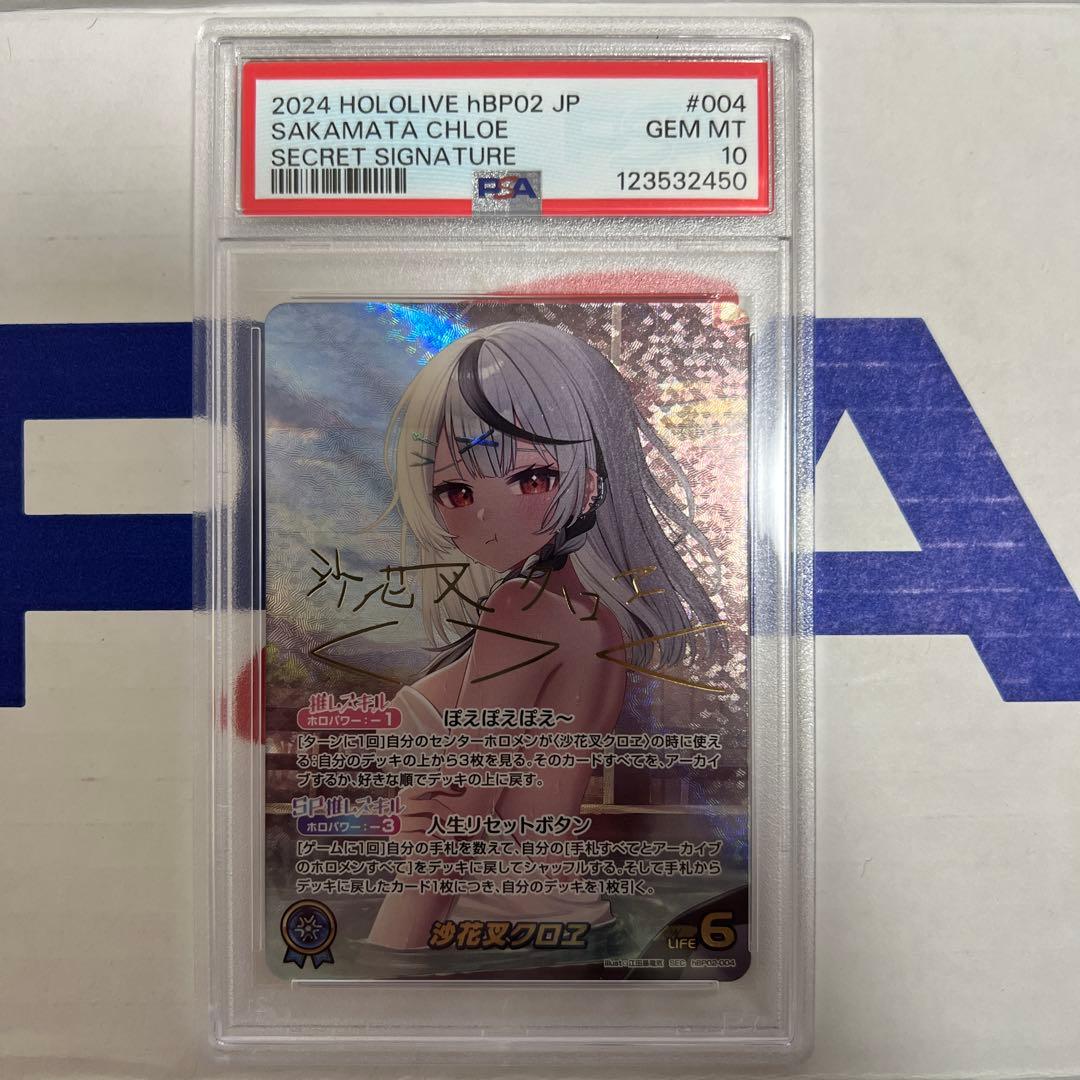 2024 HOLOLIVE hBP02 JP #004
SAKAMATA CHLOE GEM MT
SECRET SIGNATURE 10
PSA 123532450
沙花叉クロヱ
推しスキル
ホロパワー：－1 ぽえぽえぽえ～
[ターンに1回]自分のセンターホロメンが〈沙花叉クロヱ〉の時に使え
る：自分のデッキの上から3枚を見る。そのカードすべてを、アーカイ
ブするか、好きな順でデッキの上に戻す。
SP推しスキル
ホロパワー：－3 人生リセットボタン
[ゲームに1回]自分の手札を数えて、自分の[手札すべてとアーカイブ
のホロメンすべて]をデッキに戻してシャッフルする。そして手札から
デッキに戻したカード1枚につき、自分のデッキを1枚引く。
沙花叉クロヱ
LIFE 6
SEC hBP02-004